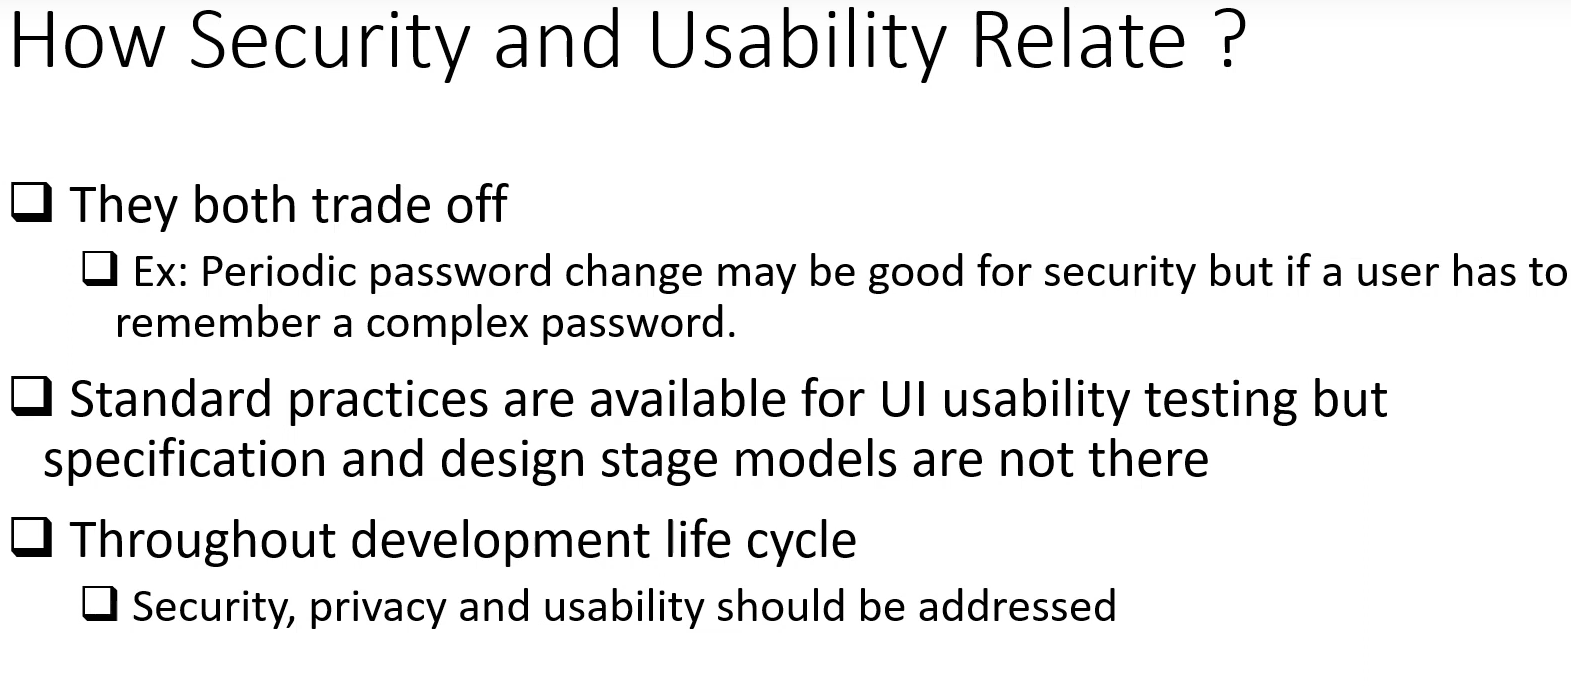 How Security and Usability Relate ?
❑ They both trade off
❑ Ex: Periodic password change may be good for security but if a user has to
remember a complex password.
❑ Standard practices are available for UI usability testing but
specification and design stage models are not there
❑ Throughout development life cycle
❑ Security, privacy and usability should be addressed